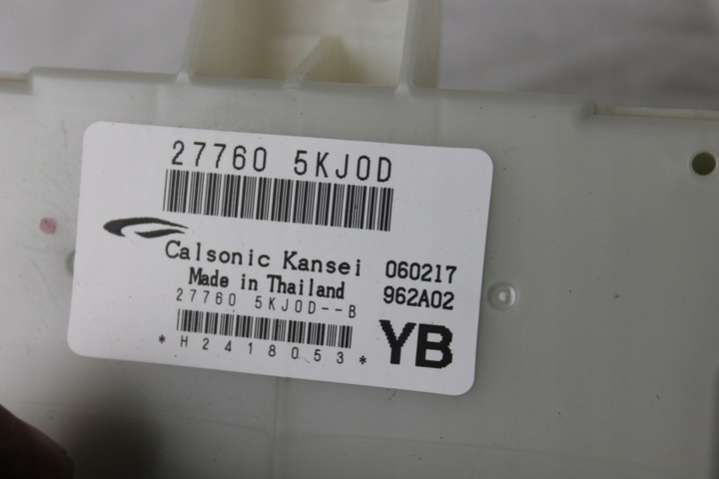 27760 5KJ0D
Calsonic Kansei 060217
Made in Thailand 962A02
27760 5KJ0D--B
YB
*H2418053*